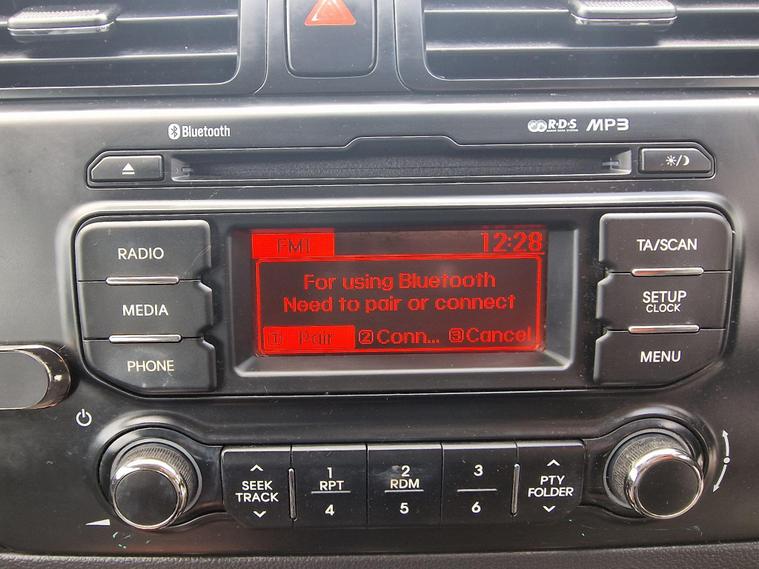 Bluetooth
R·D·S
MP3
RADIO
MEDIA
PHONE
FM1
12:28
For using Bluetooth
Need to pair or connect
1 Pair
2 Conn...
3 Cancel
TA/SCAN
SETUP
CLOCK
MENU
SEEK
TRACK
1
RPT
4
2
RDM
5
3
6
PTY
FOLDER